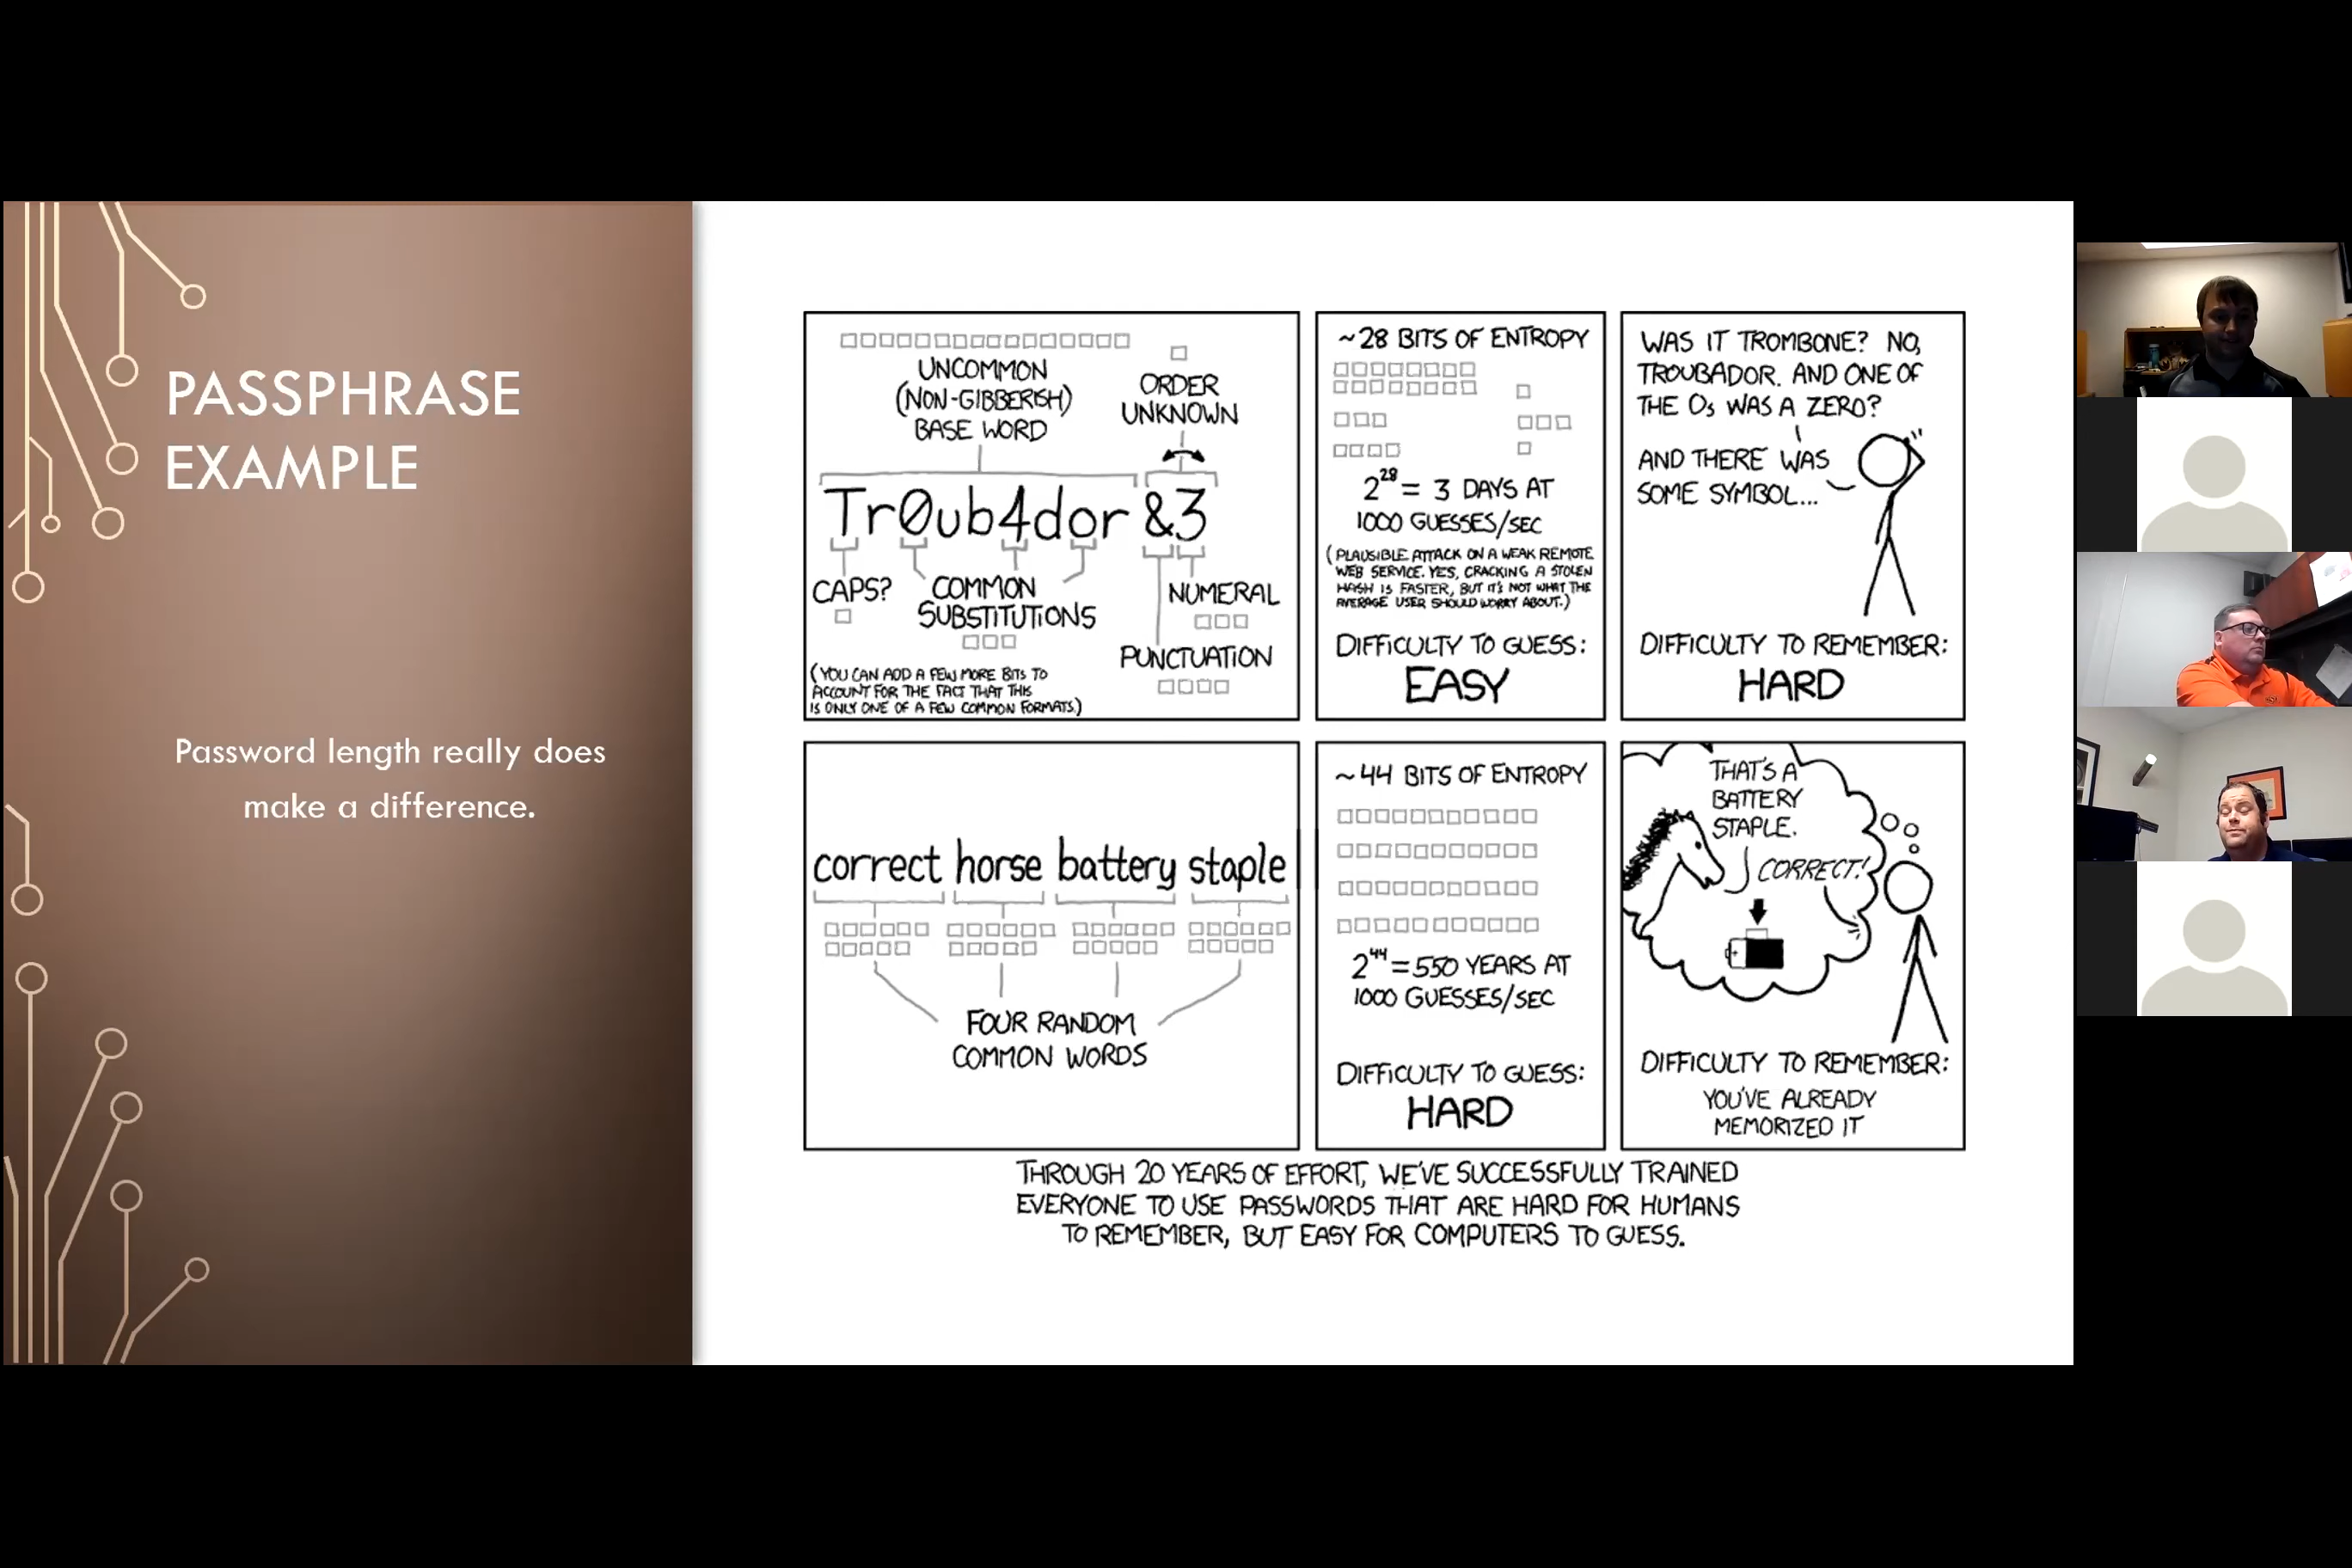 PASSPHRASE
EXAMPLE
Password length really does
make a difference.
UNCOMMON
(NON-GIBBERISH)
BASE WORD
ORDER
UNKNOWN
Tr0ub4dor &3
CAPS?
COMMON
SUBSTITUTIONS
NUMERAL
PUNCTUATION
(YOU CAN ADD A FEW MORE BITS TO
ACCOUNT FOR THE FACT THAT THIS
IS ONLY ONE OF A FEW COMMON FORMATS.)
~28 BITS OF ENTROPY
2^28 = 3 DAYS AT
1000 GUESSES/SEC
(PLAUSIBLE ATTACK ON A WEAK REMOTE
WEB SERVICE. YES, CRACKING A STOLEN
HASH IS FASTER, BUT IT'S NOT WHAT THE
AVERAGE USER SHOULD WORRY ABOUT.)
DIFFICULTY TO GUESS:
EASY
WAS IT TROMBONE? NO,
TROUBADOR. AND ONE OF
THE Os WAS A ZERO?
AND THERE WAS
SOME SYMBOL...
DIFFICULTY TO REMEMBER:
HARD
correct horse battery staple
FOUR RANDOM
COMMON WORDS
~44 BITS OF ENTROPY
2^44 = 550 YEARS AT
1000 GUESSES/SEC
DIFFICULTY TO GUESS:
HARD
THAT'S A
BATTERY
STAPLE.
CORRECT!
DIFFICULTY TO REMEMBER:
YOU'VE ALREADY
MEMORIZED IT
THROUGH 20 YEARS OF EFFORT, WE'VE SUCCESSFULLY TRAINED
EVERYONE TO USE PASSWORDS THAT ARE HARD FOR HUMANS
TO REMEMBER, BUT EASY FOR COMPUTERS TO GUESS.